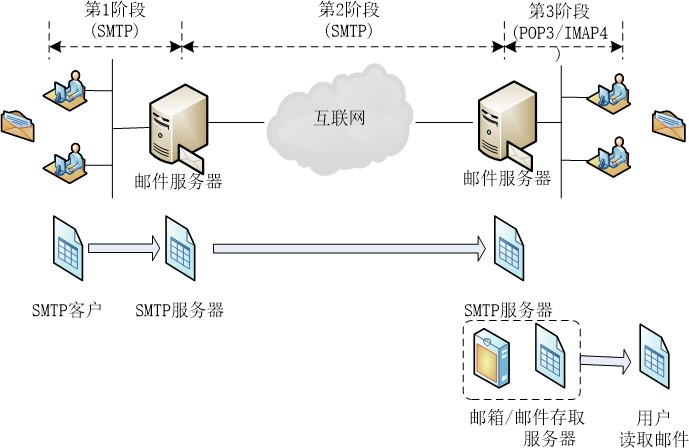 第1阶段
(SMTP)
第2阶段
(SMTP)
第3阶段
(POP3/IMAP4
)
互联网
邮件服务器
邮件服务器
SMTP客户
SMTP服务器
SMTP服务器
邮箱/邮件存取
服务器
用户
读取邮件